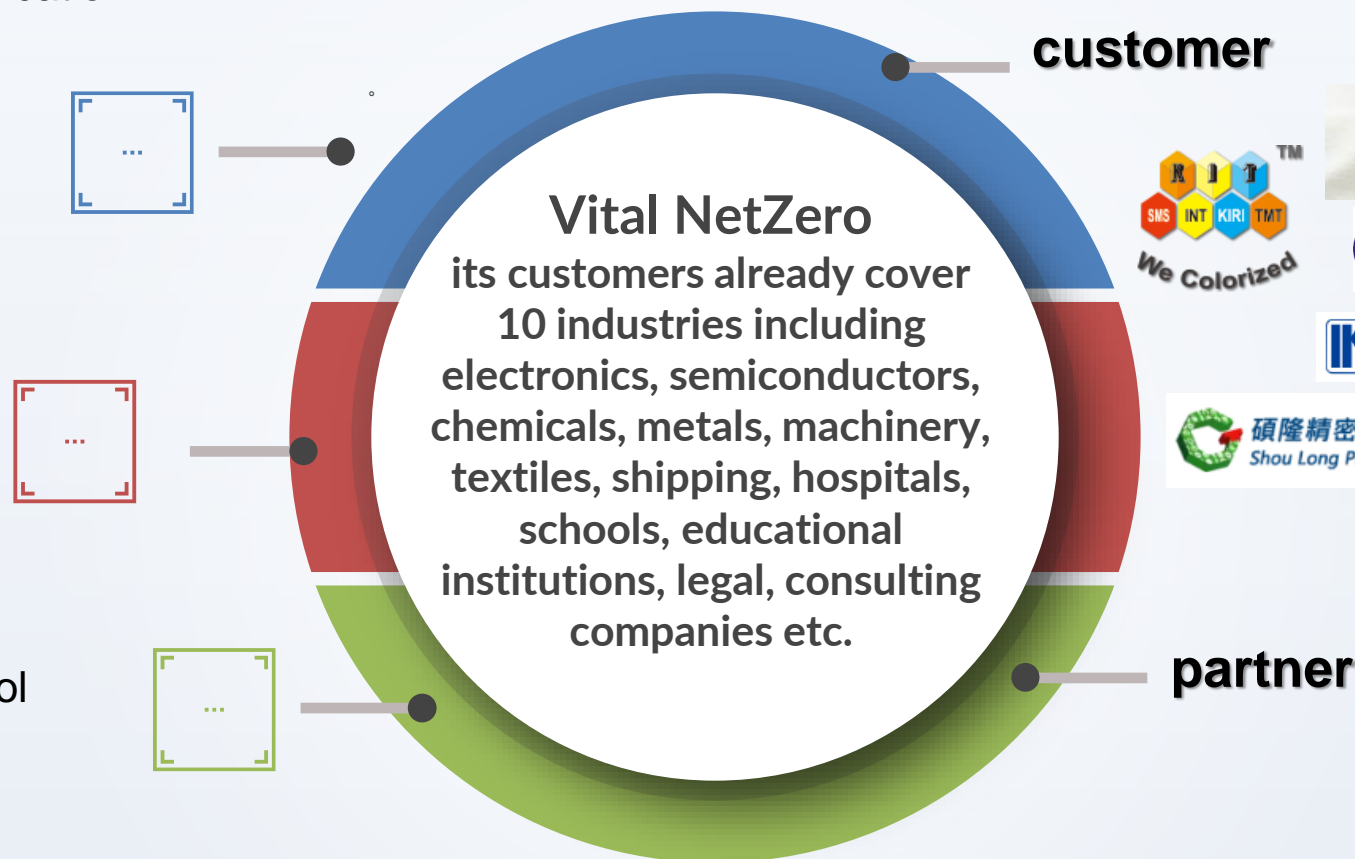 customer
...
KIT
TM
SMS INT KIRI TMT
We Colorized
Vital NetZero
its customers already cover
10 industries including
electronics, semiconductors,
chemicals, metals, machinery,
textiles, shipping, hospitals,
schools, educational
institutions, legal, consulting
companies etc.
...
碩隆精密
Shou Long P
ol
...
partner